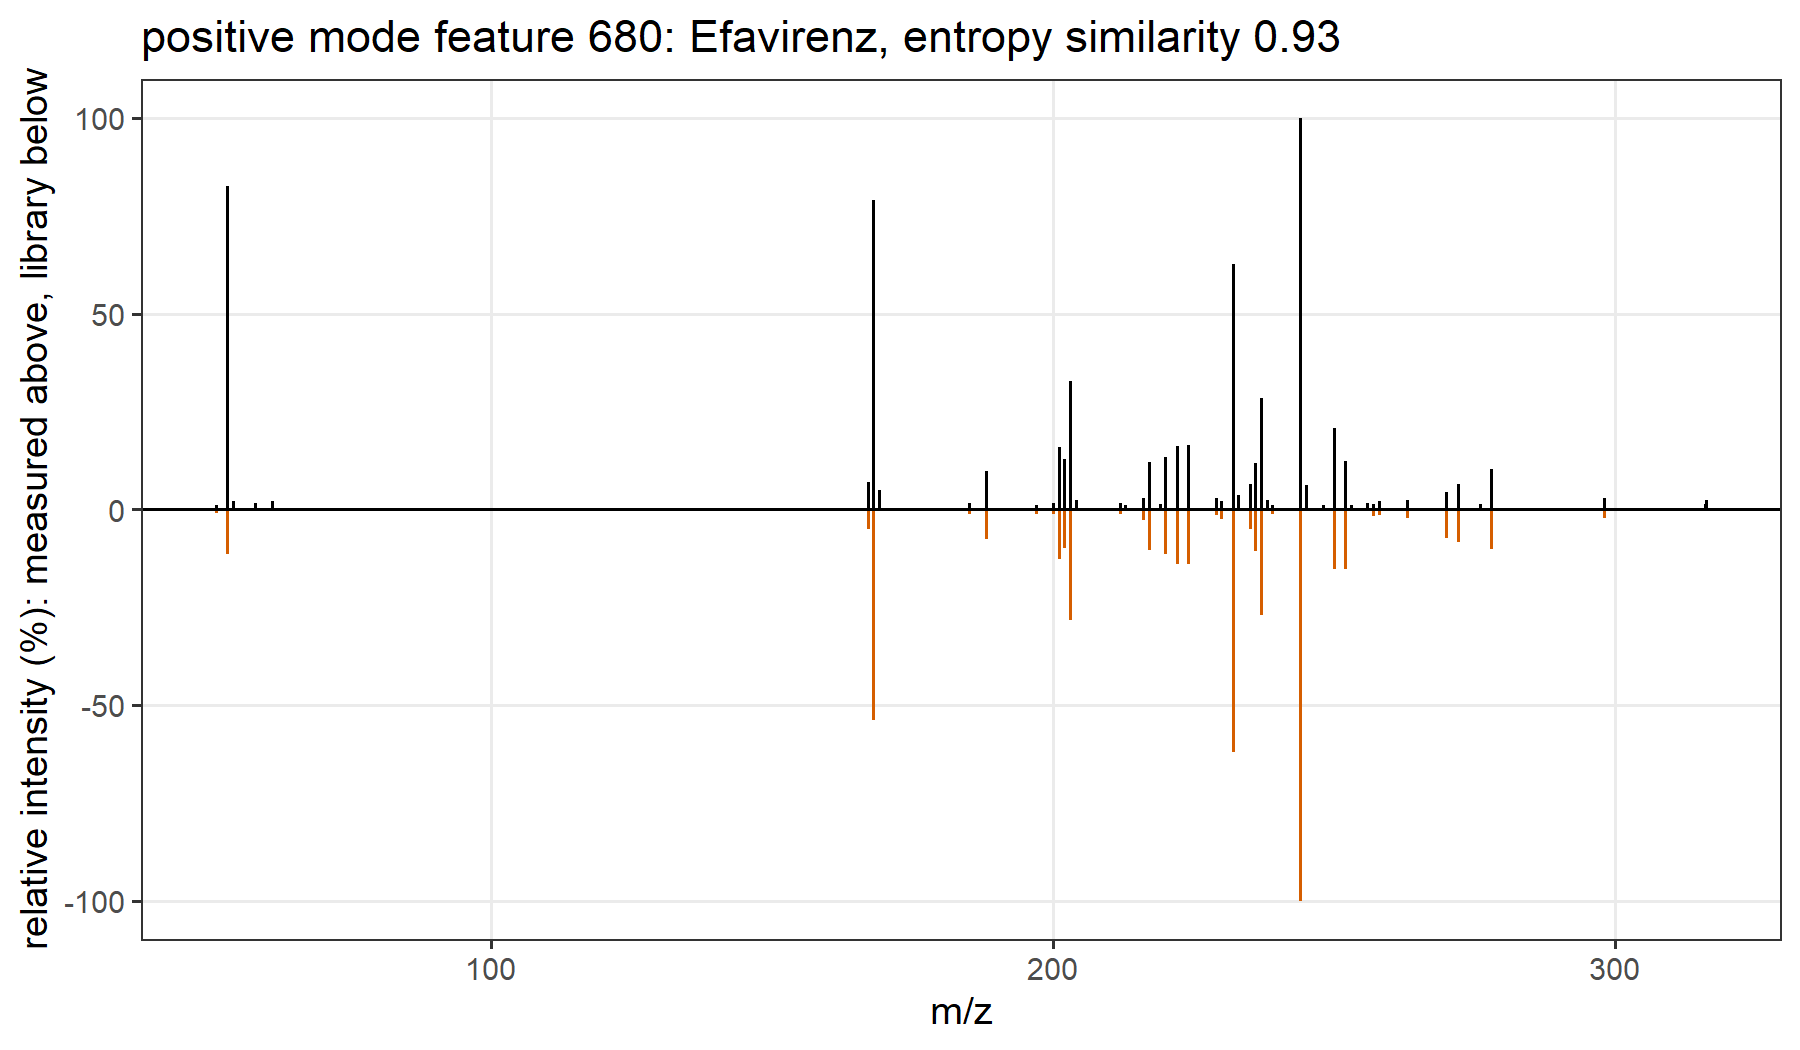 positive mode feature 680: Efavirenz, entropy similarity 0.93
relative intensity (%): measured above, library below
100
50
0
-50
-100
100
200
300
m/z